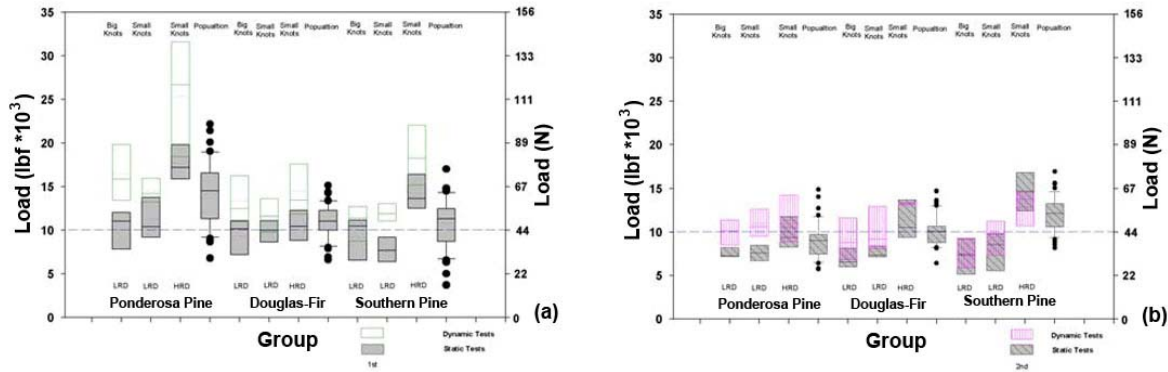 35
30
25
20
15
10
5
0
Load (lbf *10³)
Big Knots
Small Knots
Small Knots
Popualtion
Big Knots
Small Knots
Small Knots
Popualtion
Big Knots
Small Knots
Small Knots
Popualtion
LRD LRD HRD LRD LRD HRD LRD LRD HRD
Ponderosa Pine Douglas-Fir Southern Pine
Group
156
133
111
89
67
44
22
0
Load (N)
(a)
Dynamic Tests
Static Tests
1st
35
30
25
20
15
10
5
0
Load (lbf *10³)
Big Knots
Small Knots
Small Knots
Popualtion
Big Knots
Small Knots
Small Knots
Popualtion
Big Knots
Small Knots
Small Knots
Popualtion
LRD LRD HRD LRD LRD HRD LRD LRD HRD
Ponderosa Pine Douglas-Fir Southern Pine
Group
156
133
111
89
67
44
22
0
Load (N)
(b)
Dynamic Tests
Static Tests
2nd